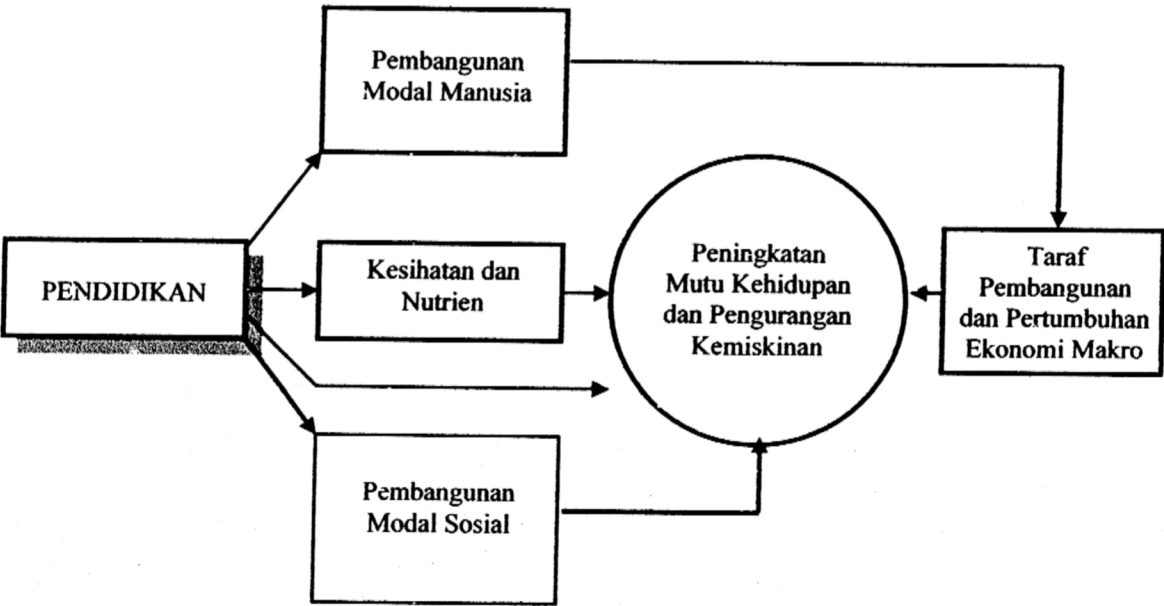 Pembangunan
Modal Manusia
PENDIDIKAN
Kesihatan dan
Nutrien
Peningkatan
Mutu Kehidupan
dan Pengurangan
Kemiskinan
Taraf
Pembangunan
dan Pertumbuhan
Ekonomi Makro
Pembangunan
Modal Sosial